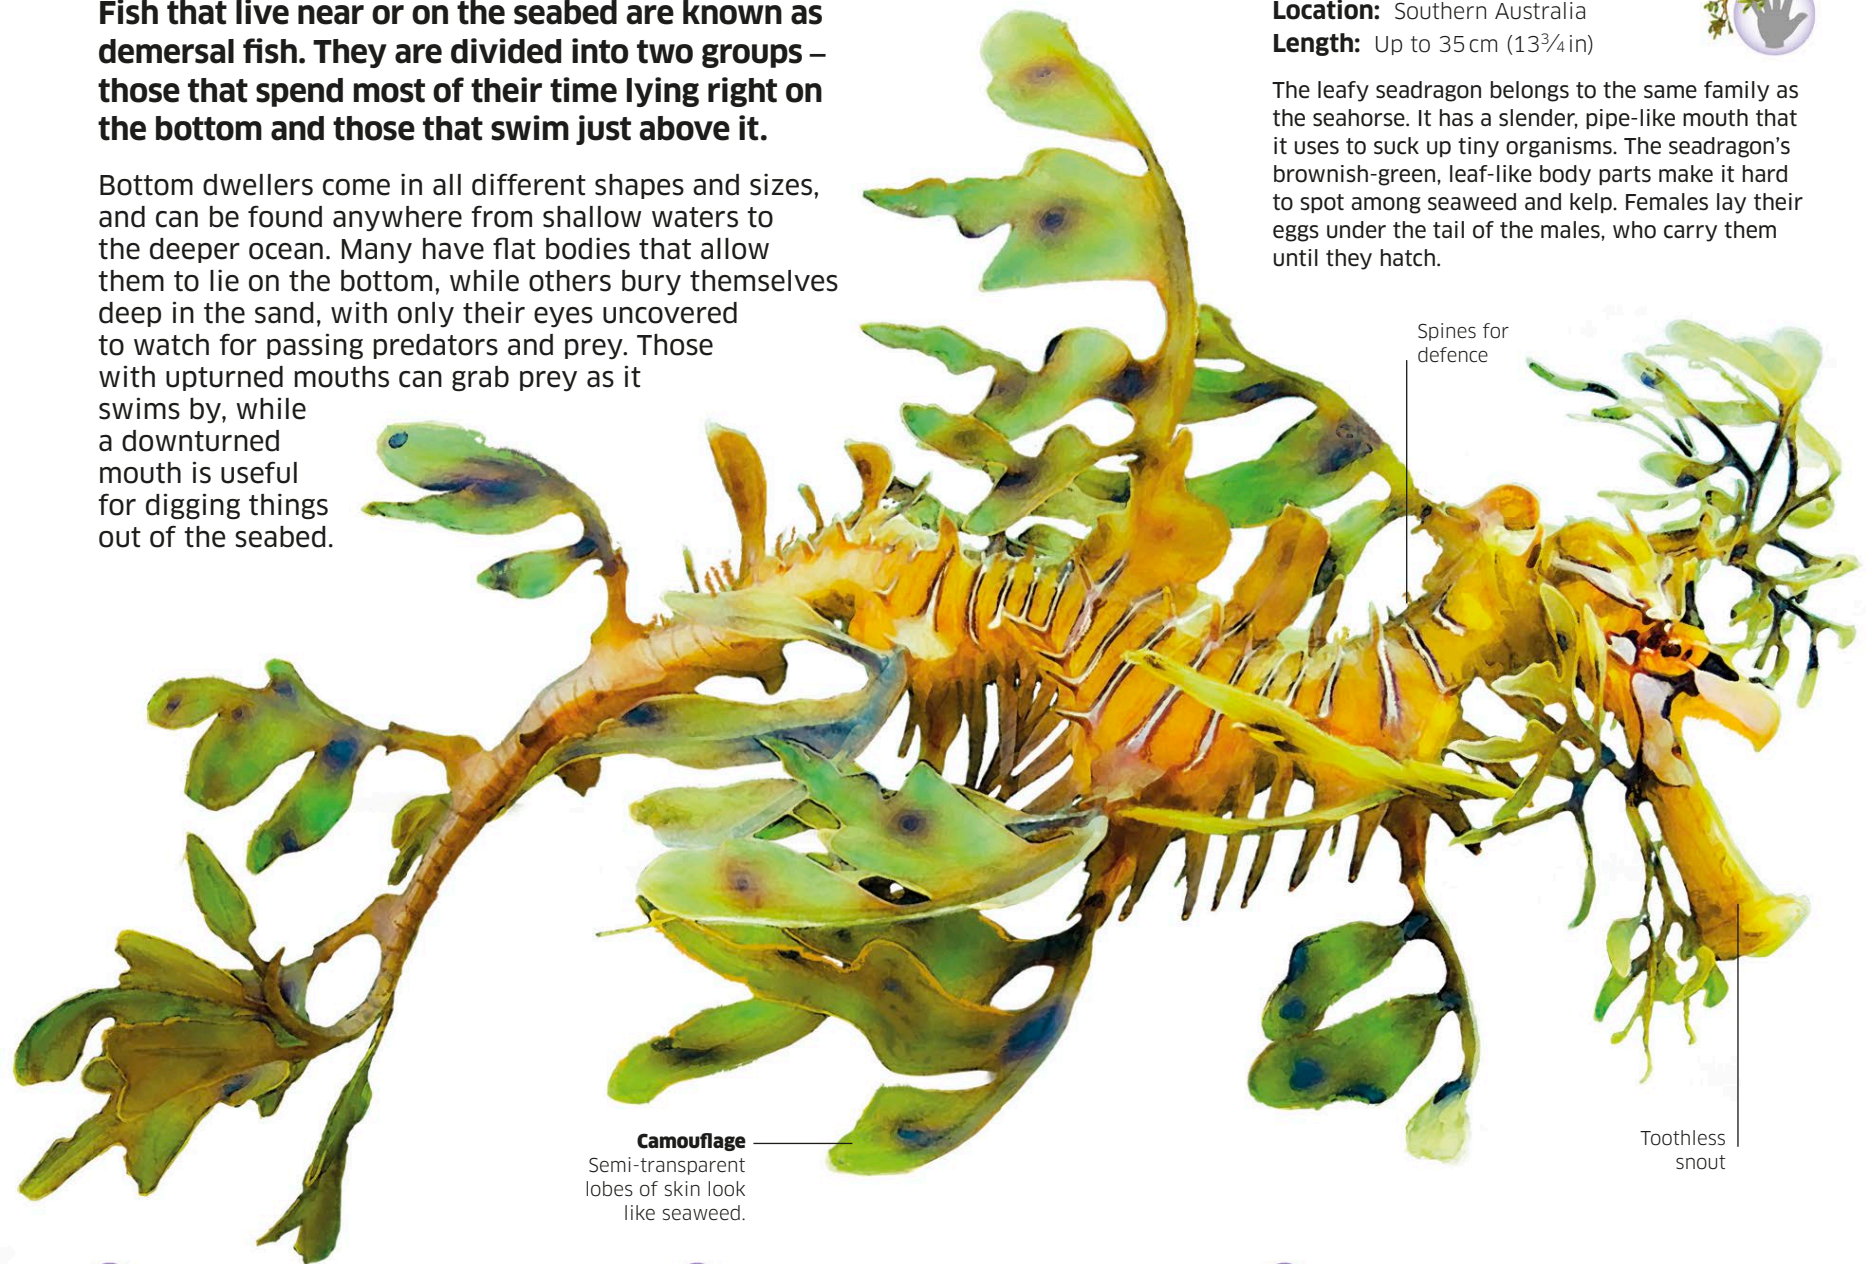 Fish that live near or on the seabed are known as
demersal fish. They are divided into two groups –
those that spend most of their time lying right on
the bottom and those that swim just above it.
Bottom dwellers come in all different shapes and sizes,
and can be found anywhere from shallow waters to
the deeper ocean. Many have flat bodies that allow
them to lie on the bottom, while others bury themselves
deep in the sand, with only their eyes uncovered
to watch for passing predators and prey. Those
with upturned mouths can grab prey as it
swims by, while
a downturned
mouth is useful
for digging things
out of the seabed.
Location: Southern Australia
Length: Up to 35 cm (13¾ in)
The leafy seadragon belongs to the same family as
the seahorse. It has a slender, pipe-like mouth that
it uses to suck up tiny organisms. The seadragon's
brownish-green, leaf-like body parts make it hard
to spot among seaweed and kelp. Females lay their
eggs under the tail of the males, who carry them
until they hatch.
Spines for
defence
Camouflage
Semi-transparent
lobes of skin look
like seaweed.
Toothless
snout